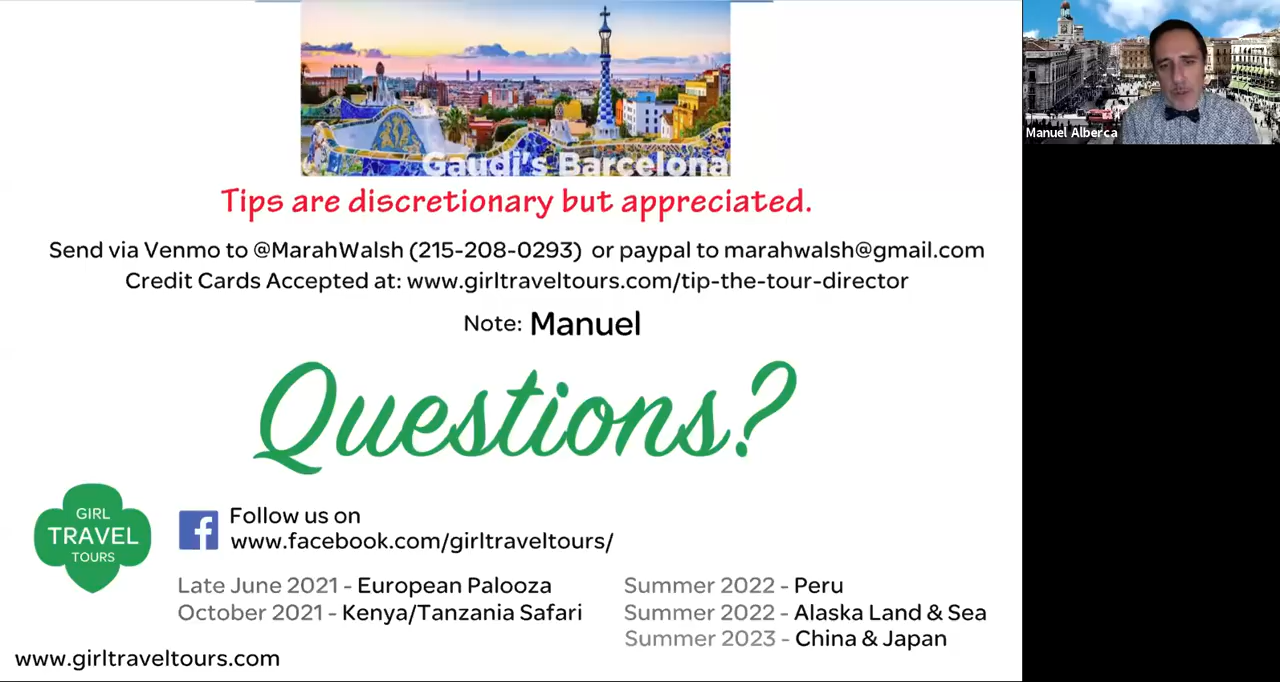 Gaudi's Barcelona
Manuel Alberca
Tips are discretionary but appreciated.
Send via Venmo to @MarahWalsh (215-208-0293) or paypal to marahwalsh@gmail.com
Credit Cards Accepted at: www.girltraveltours.com/tip-the-tour-director
Note: Manuel
Questions?
GIRL
TRAVEL
TOURS
Follow us on
www.facebook.com/girltraveltours/
Late June 2021 - European Palooza
October 2021 - Kenya/Tanzania Safari
Summer 2022 - Peru
Summer 2022 - Alaska Land & Sea
Summer 2023 - China & Japan
www.girltraveltours.com